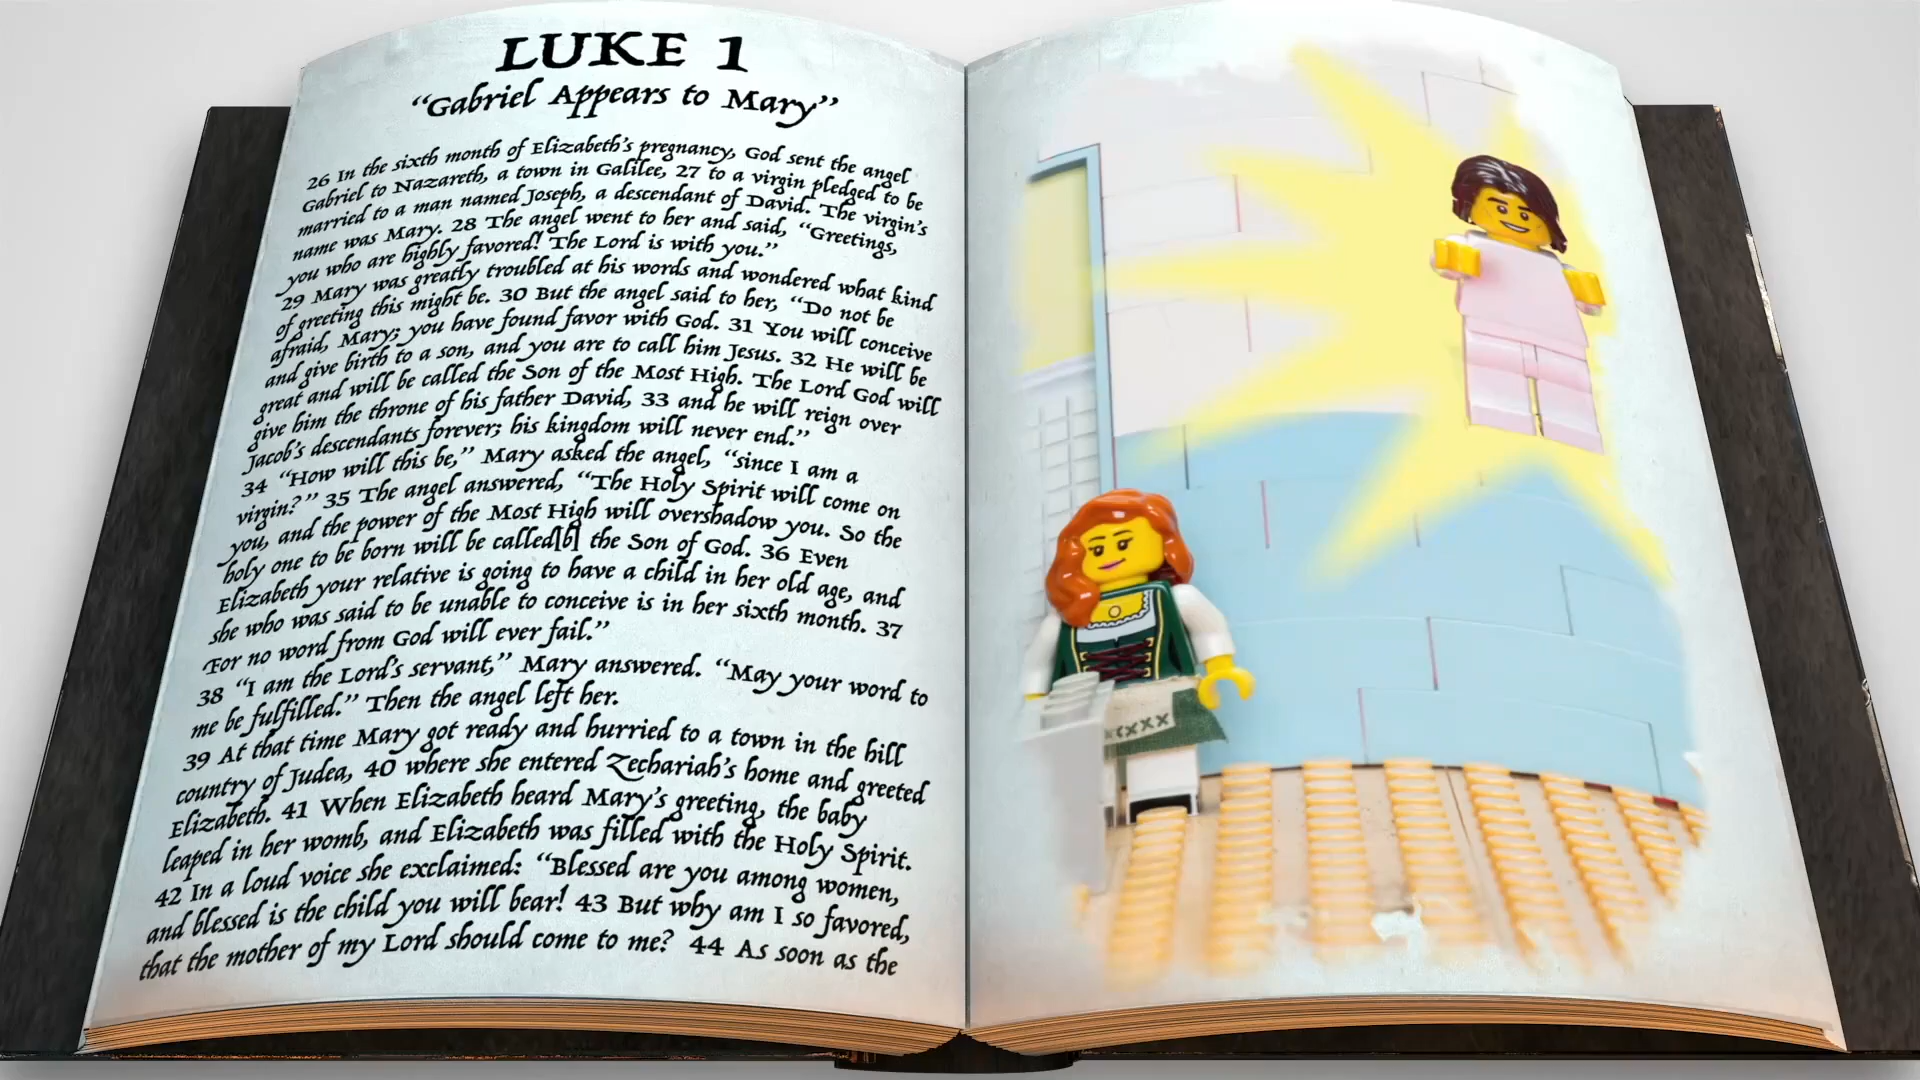 LUKE 1
“Gabriel Appears to Mary”
26 In the sixth month of Elizabeth’s pregnancy, God sent the angel
Gabriel to Nazareth, a town in Galilee, 27 to a virgin pledged to be
married to a man named Joseph, a descendant of David. The virgin’s
name was Mary. 28 The angel went to her and said, “Greetings,
you who are highly favored! The Lord is with you.”
29 Mary was greatly troubled at his words and wondered what kind
of greeting this might be. 30 But the angel said to her, “Do not be
afraid, Mary; you have found favor with God. 31 You will conceive
and give birth to a son, and you are to call him Jesus. 32 He will be
great and will be called the Son of the Most High. The Lord God will
give him the throne of his father David, 33 and he will reign over
Jacob’s descendants forever; his kingdom will never end.”
34 “How will this be,” Mary asked the angel, “since I am a
virgin?” 35 The angel answered, “The Holy Spirit will come on
you, and the power of the Most High will overshadow you. So the
holy one to be born will be called[b] the Son of God. 36 Even
Elizabeth your relative is going to have a child in her old age, and
she who was said to be unable to conceive is in her sixth month. 37
For no word from God will ever fail.”
38 “I am the Lord’s servant,” Mary answered. “May your word to
me be fulfilled.” Then the angel left her.
39 At that time Mary got ready and hurried to a town in the hill
country of Judea, 40 where she entered Zechariah’s home and greeted
Elizabeth. 41 When Elizabeth heard Mary’s greeting, the baby
leaped in her womb, and Elizabeth was filled with the Holy Spirit.
42 In a loud voice she exclaimed: “Blessed are you among women,
and blessed is the child you will bear! 43 But why am I so favored,
that the mother of my Lord should come to me? 44 As soon as the